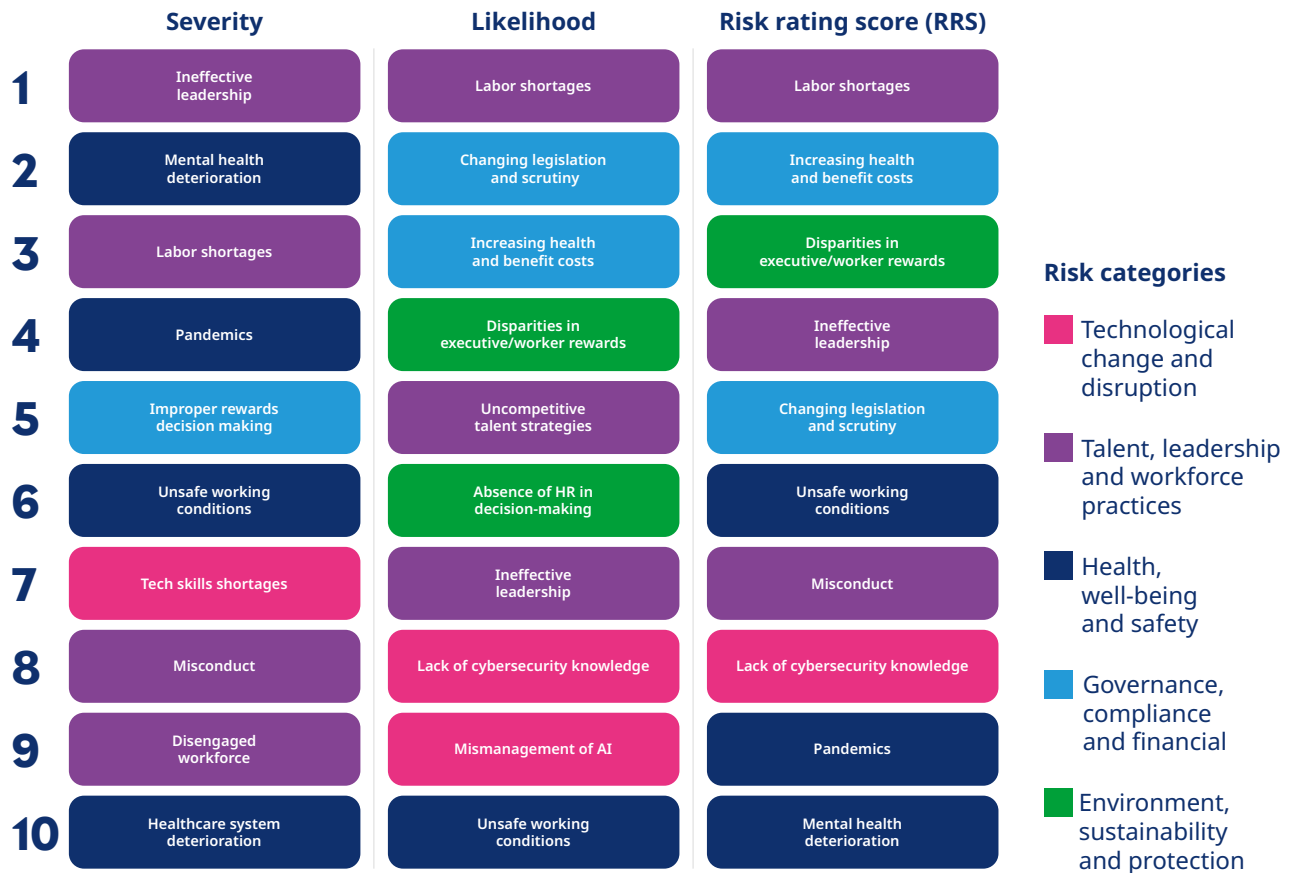 Severity
Likelihood
Risk rating score (RRS)
1
Ineffective
leadership
Labor shortages
Labor shortages
2
Mental health
deterioration
Changing legislation
and scrutiny
Increasing health
and benefit costs
3
Labor shortages
Increasing health
and benefit costs
Disparities in
executive/worker rewards
4
Pandemics
Disparities in
executive/worker rewards
Ineffective
leadership
5
Improper rewards
decision making
Uncompetitive
talent strategies
Changing legislation
and scrutiny
6
Unsafe working
conditions
Absence of HR in
decision-making
Unsafe working
conditions
7
Tech skills shortages
Ineffective
leadership
Misconduct
8
Misconduct
Lack of cybersecurity knowledge
Lack of cybersecurity knowledge
9
Disengaged
workforce
Mismanagement of AI
Pandemics
10
Healthcare system
deterioration
Unsafe working
conditions
Mental health
deterioration
Risk categories
Technological
change and
disruption
Talent, leadership
and workforce
practices
Health,
well-being
and safety
Governance,
compliance
and financial
Environment,
sustainability
and protection